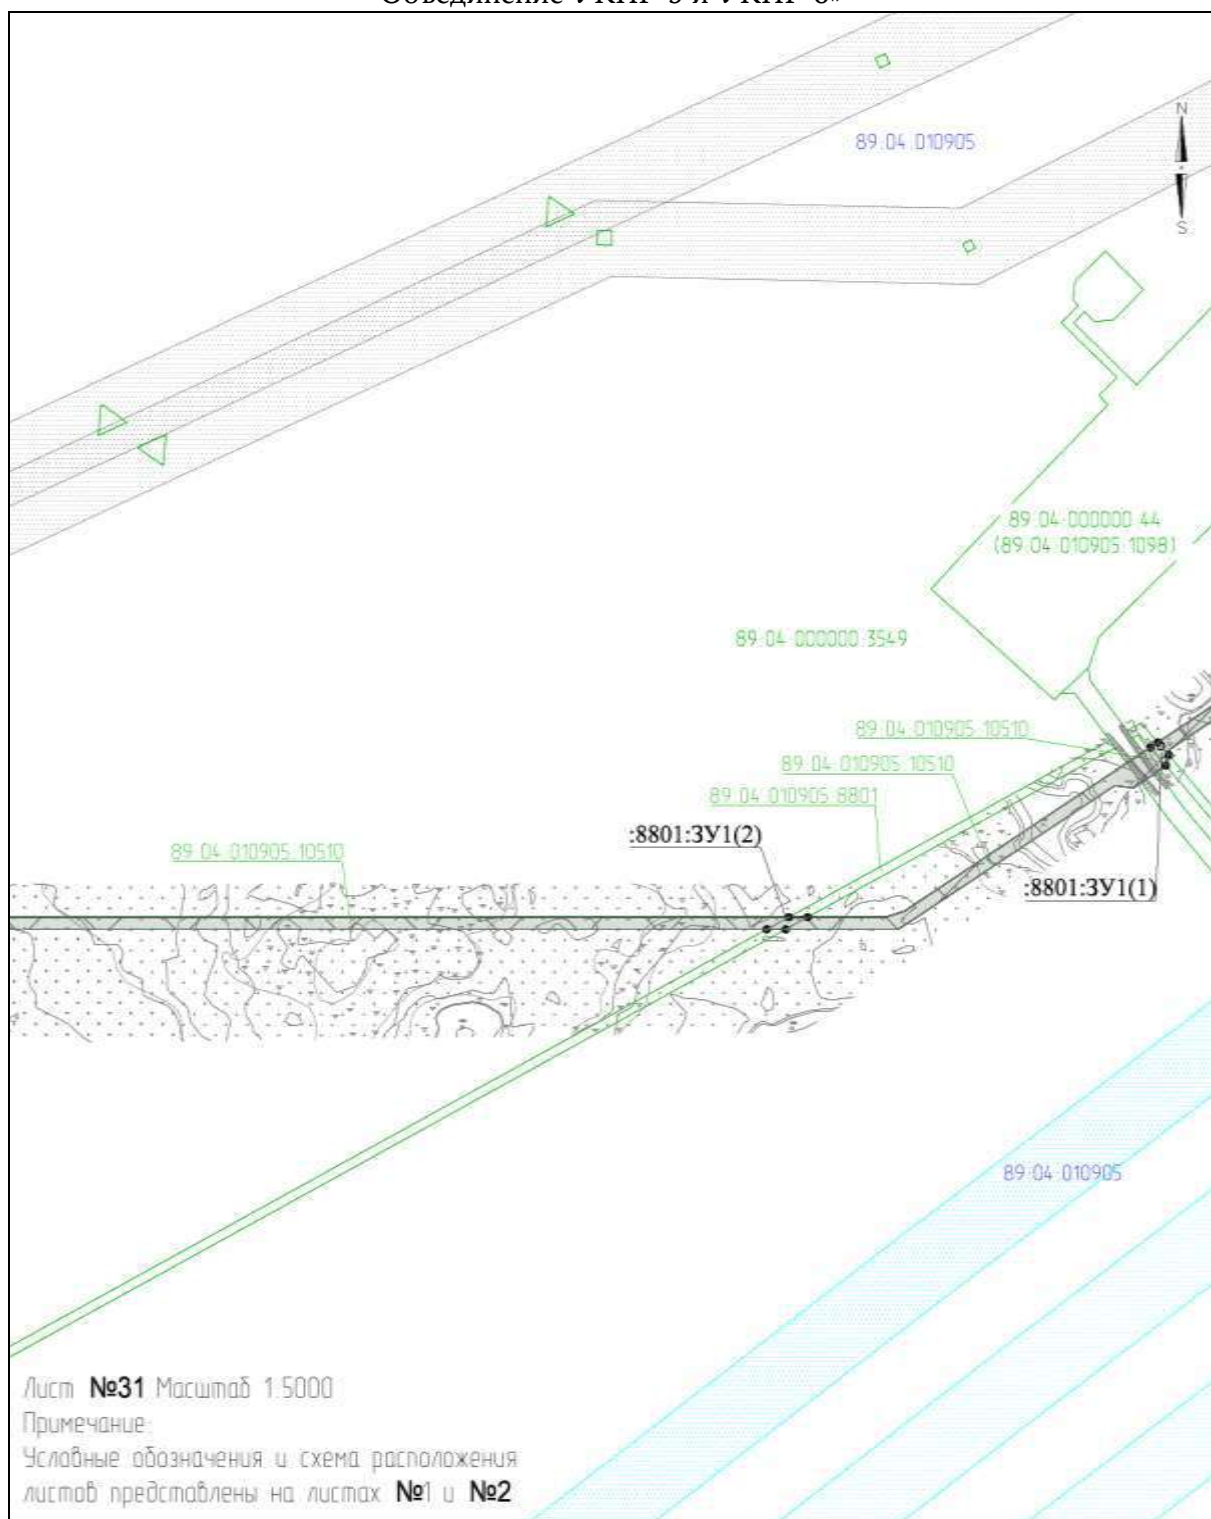 89:04:010905
N
S
89:04:000000:44
(89:04:010905:1098)
89:04:000000:3549
89:04:010905:10510
89:04:010905:10510
89:04:010905:8801
:8801:ЗУ1(2)
89:04:010905:10510
:8801:ЗУ1(1)
89:04:010905
Лист №31 Масштаб 1:5000
Примечание:
Условные обозначения и схема расположения
листов представлены на листах №1 и №2